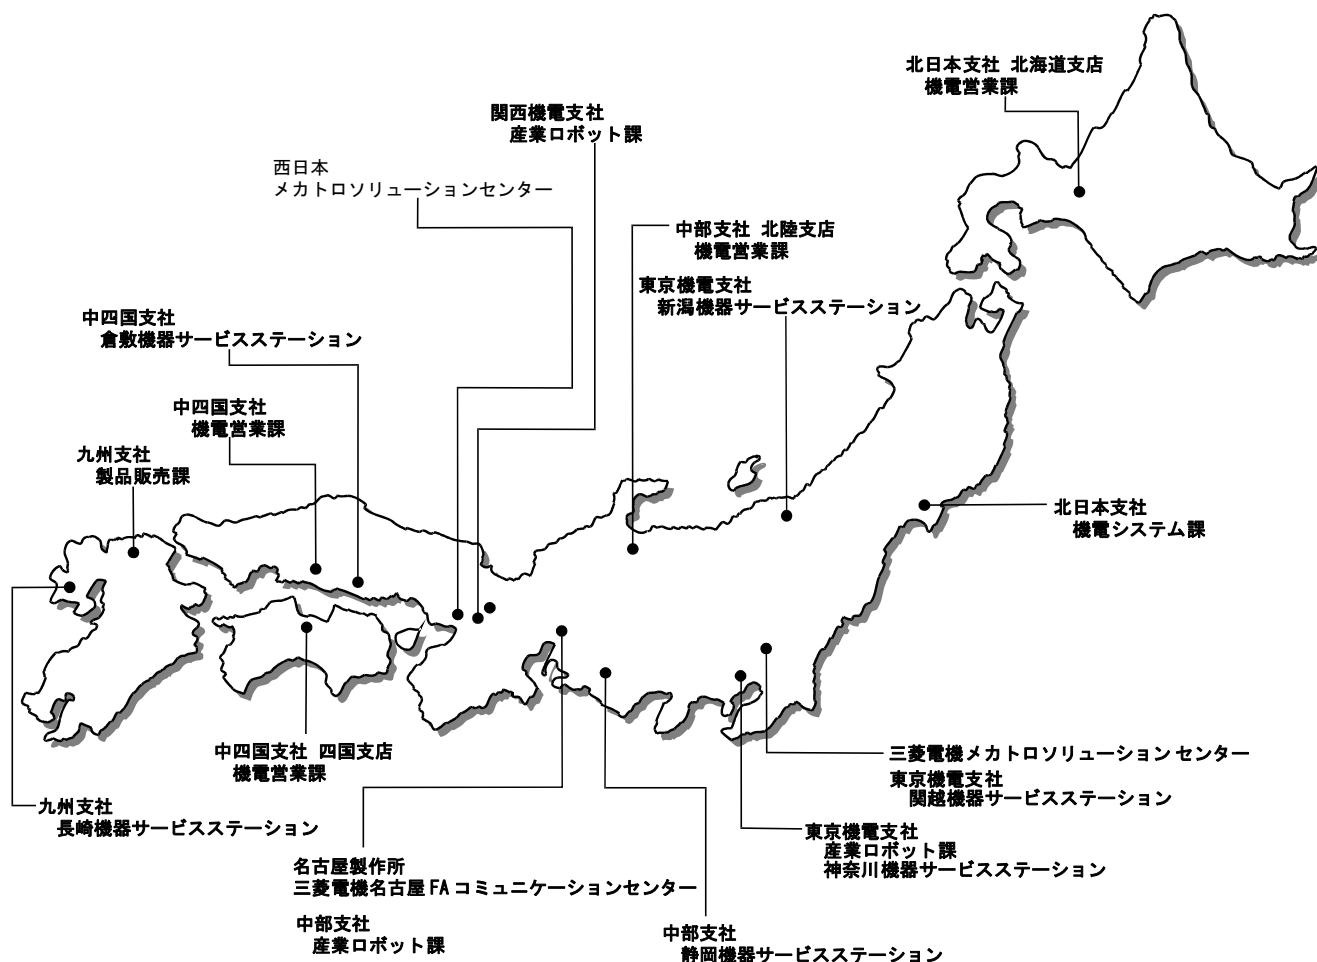 北日本支社 北海道支店
機電営業課
関西機電支社
産業ロボット課
西日本
メカトロソリューションセンター
中部支社 北陸支店
機電営業課
東京機電支社
新潟機器サービスステーション
中四国支社
倉敷機器サービスステーション
中四国支社
機電営業課
九州支社
製品販売課
北日本支社
機電システム課
中四国支社 四国支店
機電営業課
三菱電機メカトロソリューションセンター
東京機電支社
関越機器サービスステーション
九州支社
長崎機器サービスステーション
東京機電支社
産業ロボット課
神奈川機器サービスステーション
名古屋製作所
三菱電機名古屋FAコミュニケーションセンター
中部支社
産業ロボット課
中部支社
静岡機器サービスステーション